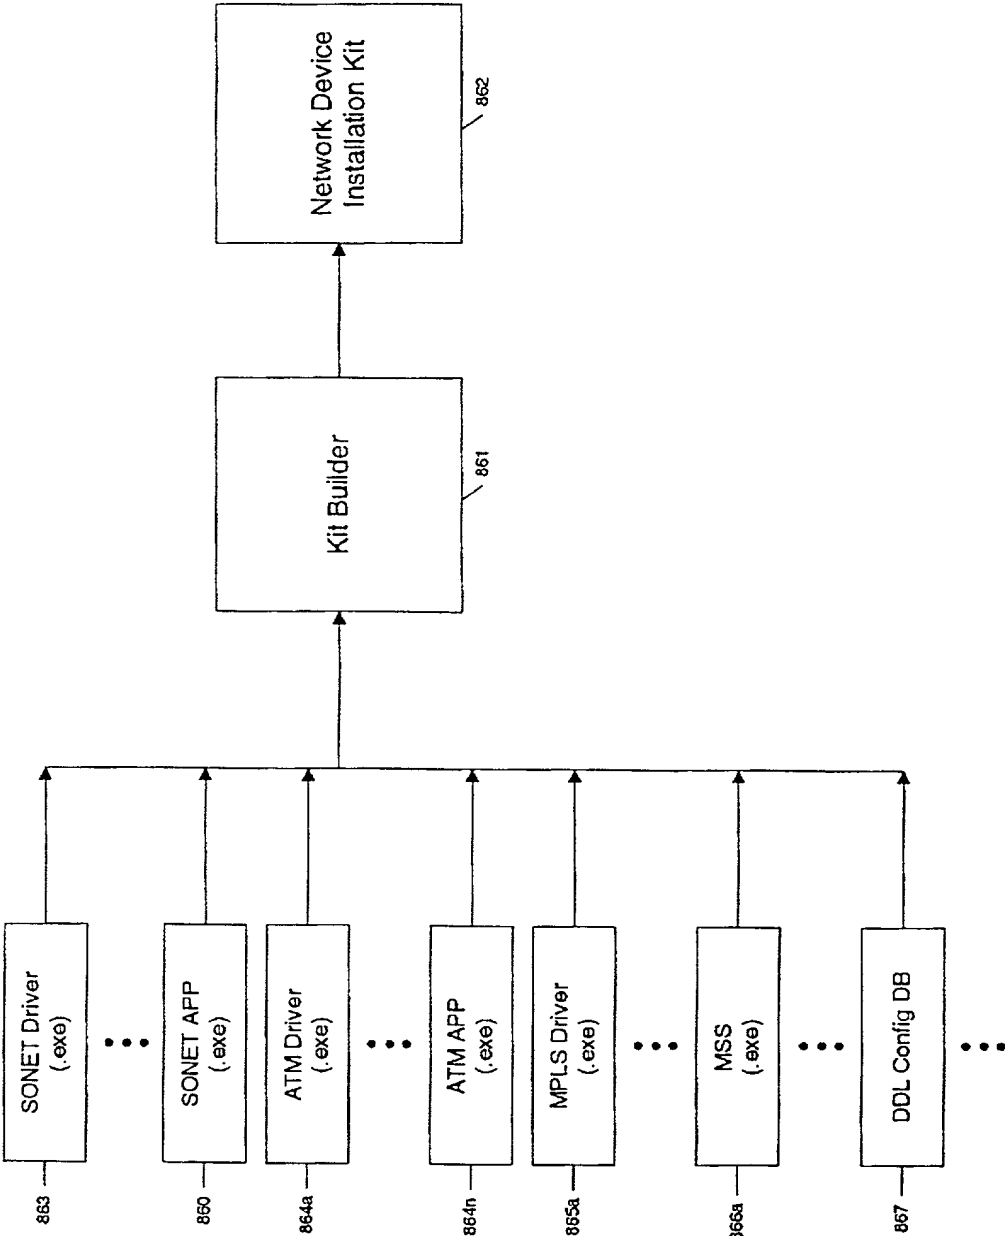 863
SONET Driver
(.exe)
860
SONET APP
(.exe)
864a
ATM Driver
(.exe)
864n
ATM APP
(.exe)
865a
MPLS Driver
(.exe)
866a
MSS
(.exe)
867
DDL Config DB
Kit Builder
861
Network Device
Installation Kit
862